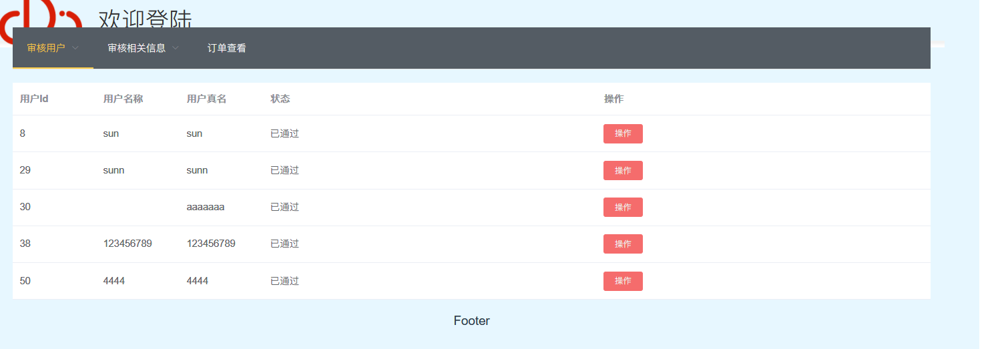 欢迎登陆
审核用户 审核相关信息 订单查看
用户Id 用户名称 用户真名 状态 操作
8 sun sun 已通过 操作
29 sunn sunn 已通过 操作
30 aaaaaaa 已通过 操作
38 123456789 123456789 已通过 操作
50 4444 4444 已通过 操作
Footer